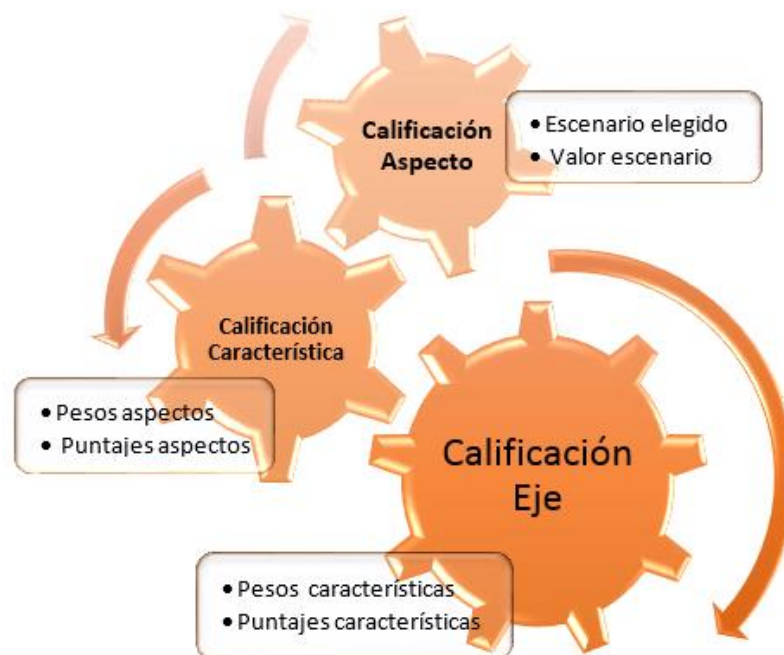 Calificación
Aspecto
• Escenario elegido
• Valor escenario
Calificación
Característica
• Pesos aspectos
• Puntajes aspectos
Calificación
Eje
• Pesos características
• Puntajes características